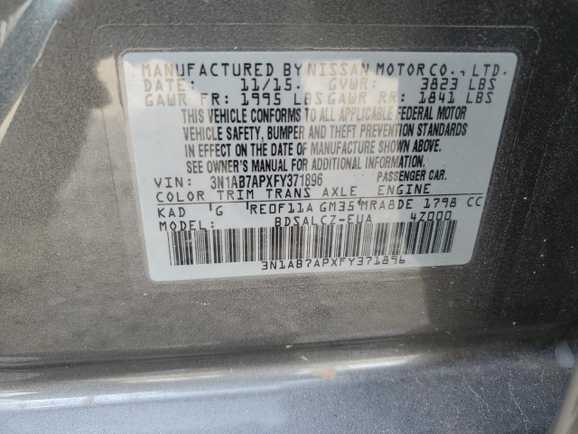 MANUFACTURED BY NISSAN MOTOR CO., LTD.
DATE: 11/15. GVWR: 3823 LBS
GAWR FR: 1995 LBS GAWR RR: 1841 LBS
THIS VEHICLE CONFORMS TO ALL APPLICABLE FEDERAL MOTOR
VEHICLE SAFETY, BUMPER AND THEFT PREVENTION STANDARDS
IN EFFECT ON THE DATE OF MANUFACTURE SHOWN ABOVE.
SEE OWNER'S MANUAL FOR ADDITIONAL INFORMATION
VIN: 3N1AB7APXFY371896 PASSENGER CAR.
COLOR TRIM TRANS AXLE ENGINE
KAD G RE0F11A GM35 MRA8DE 1798 CC
MODEL: BDSALCZ-EUA 4Z000
3N1AB7APXFY371896